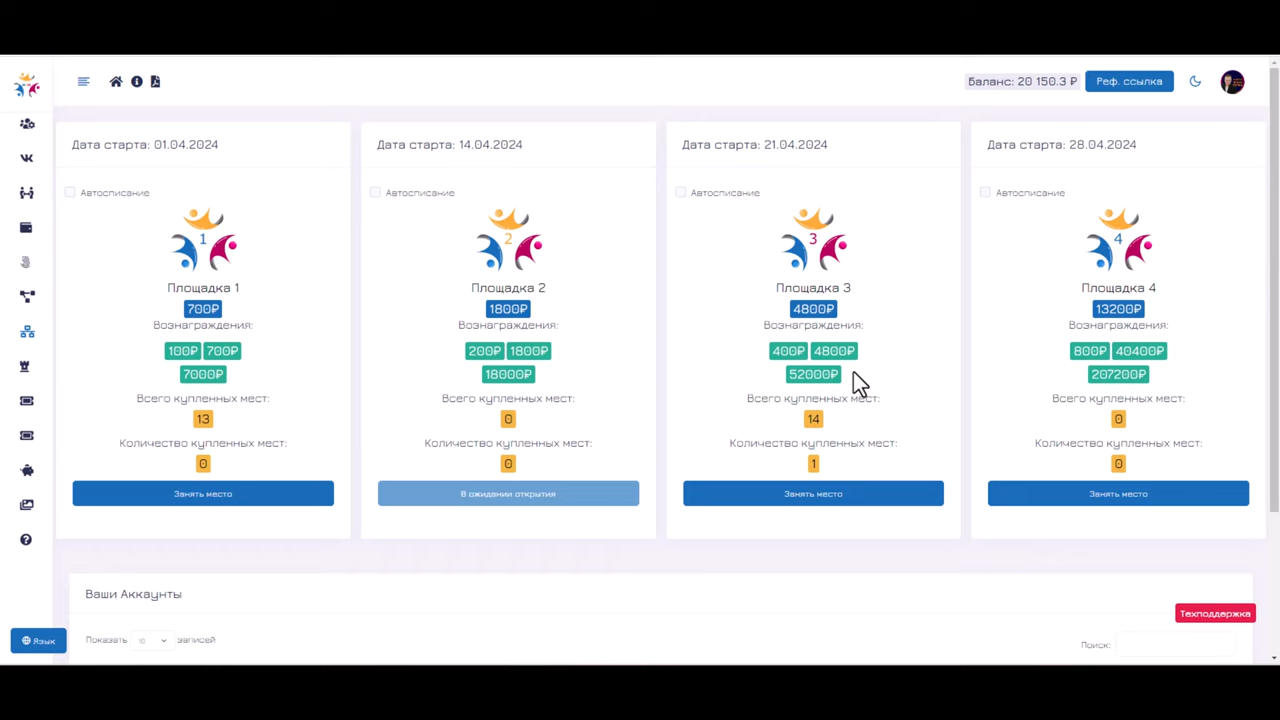 Баланс: 20 150.3 ₽
Реф. ссылка
Дата старта: 01.04.2024
Автосписание
1
Площадка 1
700₽
Вознаграждения:
100₽ 700₽
7000₽
Всего купленных мест:
13
Количество купленных мест:
0
Занять место
Дата старта: 14.04.2024
Автосписание
2
Площадка 2
1800₽
Вознаграждения:
200₽ 1800₽
18000₽
Всего купленных мест:
0
Количество купленных мест:
0
В ожидании открытия
Дата старта: 21.04.2024
Автосписание
3
Площадка 3
4800₽
Вознаграждения:
400₽ 4800₽
52000₽
Всего купленных мест:
14
Количество купленных мест:
1
Занять место
Дата старта: 28.04.2024
Автосписание
4
Площадка 4
13200₽
Вознаграждения:
800₽ 40400₽
207200₽
Всего купленных мест:
0
Количество купленных мест:
0
Занять место
Ваши Аккаунты
Техподдержка
Язык
Показать 10 записей
Поиск: